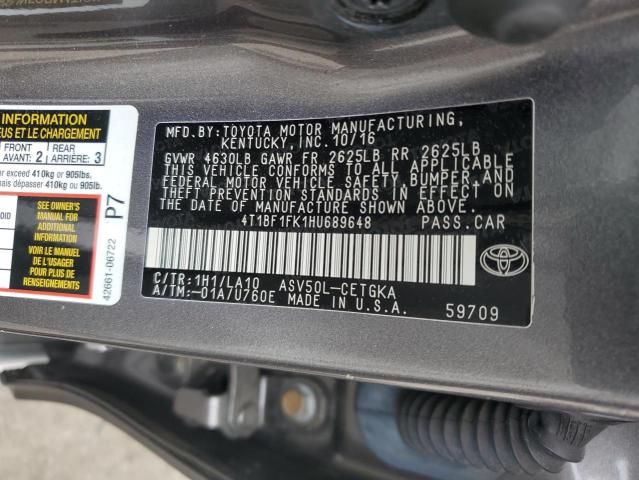 INFORMATION
EUS ET LE CHARGEMENT
FRONT
AVANT: 2
REAR
ARRIÈRE: 3
exceed 410kg or 905lbs.
mais dépasser 410kg ou 905lb.
SEE OWNER'S
MANUAL FOR
ADDITIONAL
INFORMATION
VOIR LE MANUEL
DE L'USAGER
POUR PLUS DE
RENSEIGNEMENTS
P7
42661-06722
MFD.BY:TOYOTA MOTOR MANUFACTURING,
KENTUCKY, INC. 10/16
GVWR 4630LB GAWR FR 2625LB RR 2625LB
THIS VEHICLE CONFORMS TO ALL APPLICABLE
FEDERAL MOTOR VEHICLE SAFETY BUMPER, AND
THEFT PREVENTION STANDARDS IN EFFECT ON
THE DATE OF MANUFACTURE SHOWN ABOVE.
4T1BF1FK1HU689648 PASS.CAR
C/TR:1H1/LA10 ASV50L-CETGKA
A/TM:-01A/U760E MADE IN U.S.A. 59709